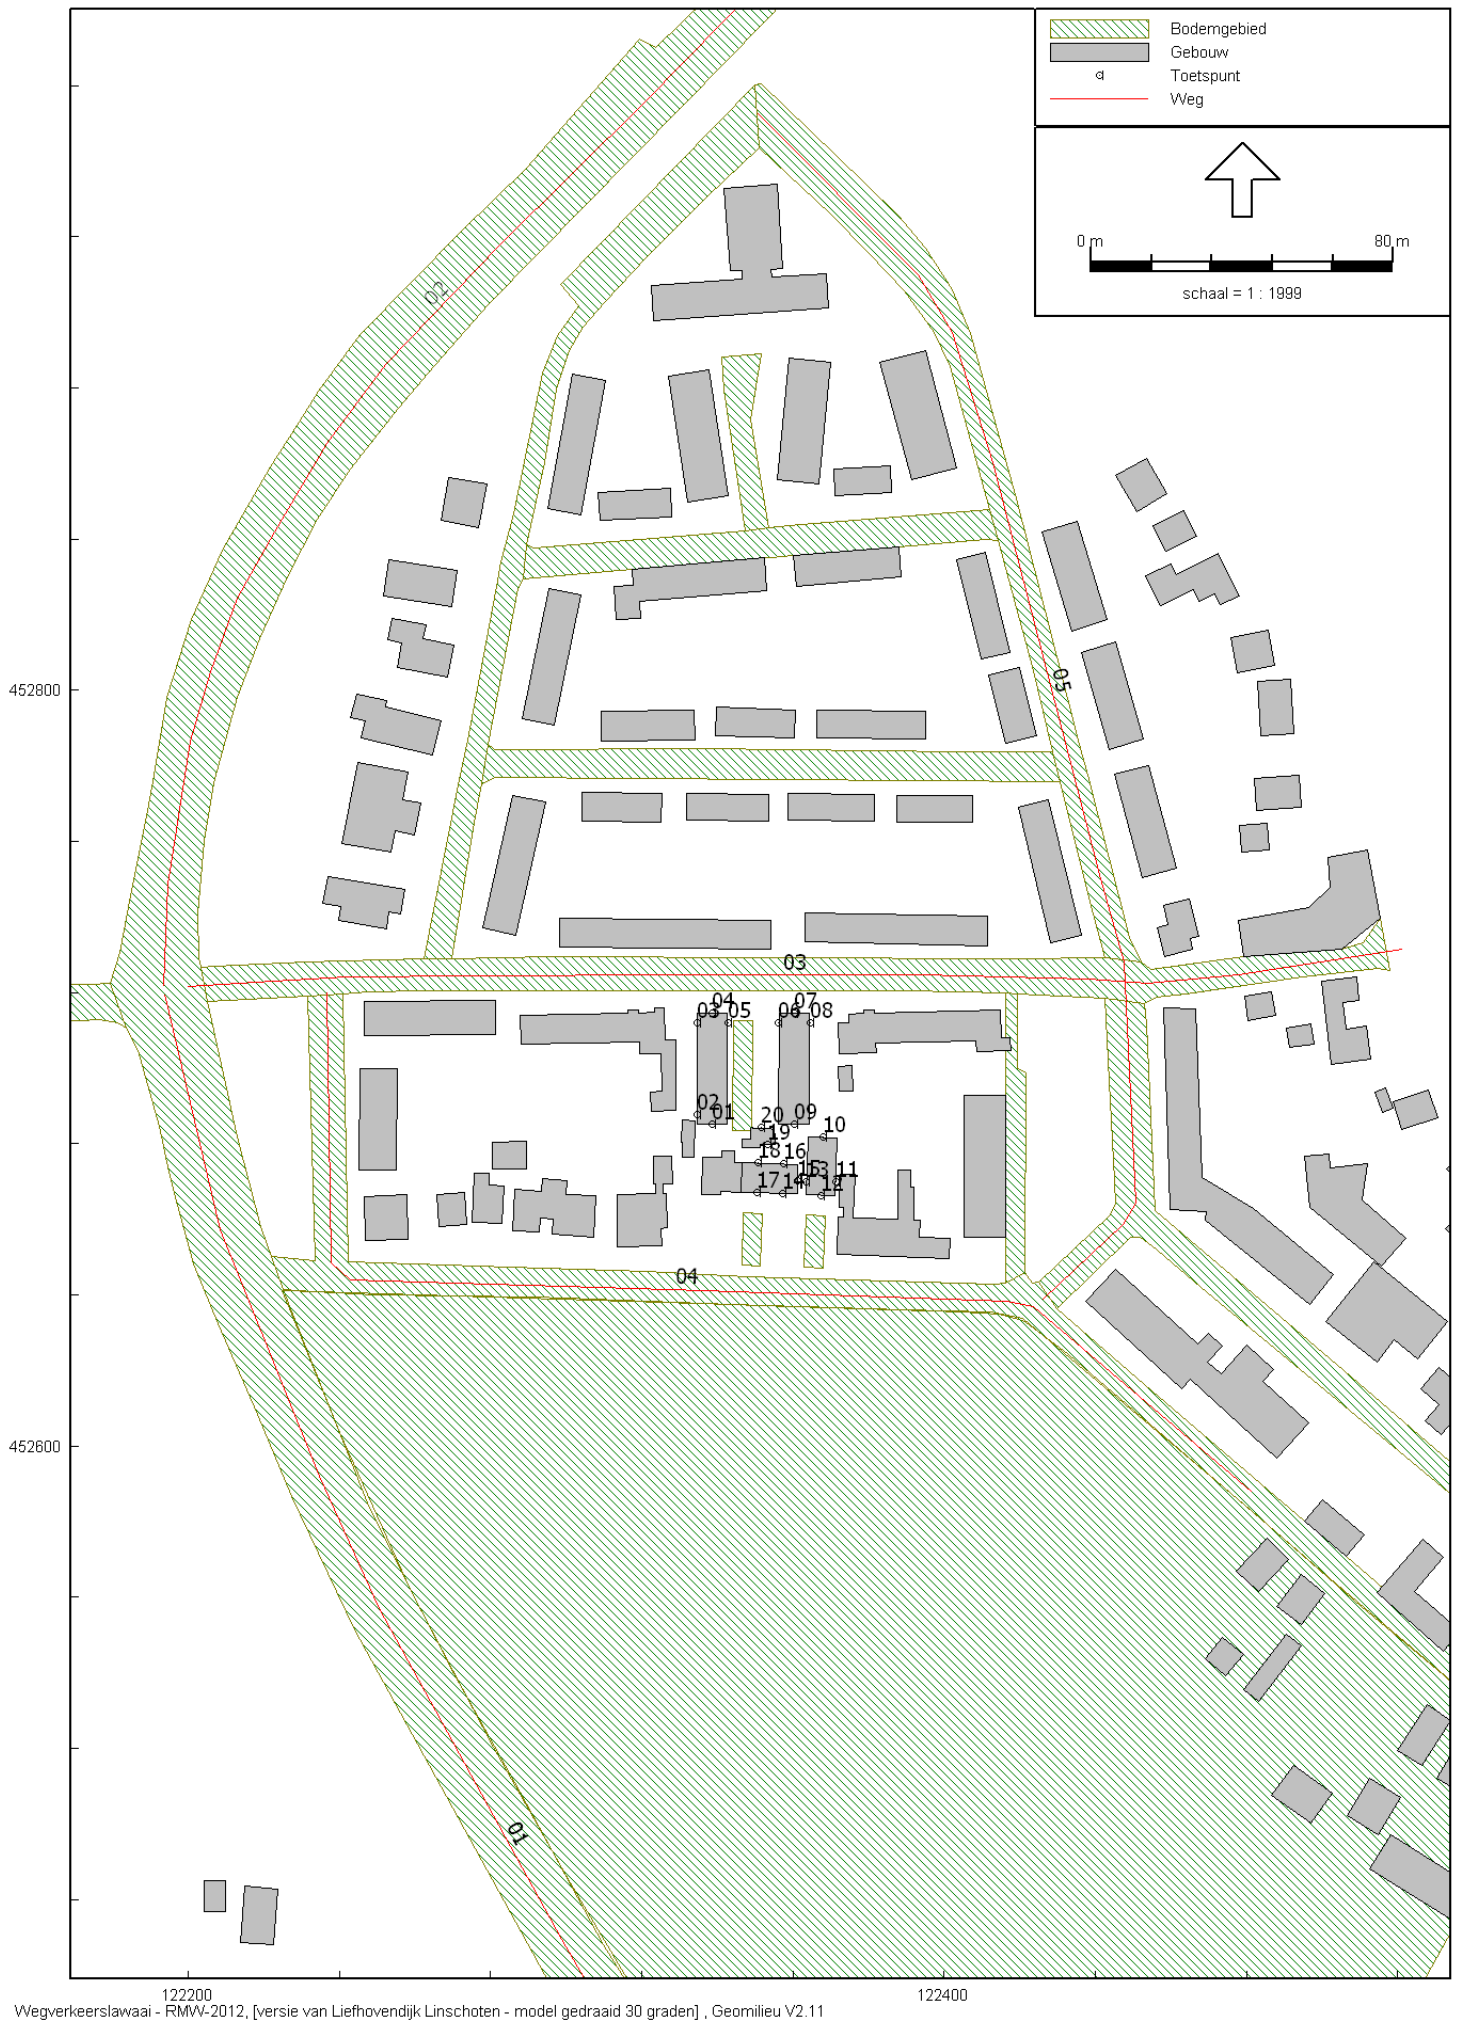 Bodemgebied
Gebouw
Toetspunt
Weg
0 m 80 m
schaal = 1 : 1999
02
05
452800
03
04 07
03 05 06 08
02 01 20 09 10
19
18 16
15 13 11
17 14 12
04
452600
01
122200 122400
Wegverkeerslawaai - RMW-2012, [versie van Liefhovendijk Linschoten - model gedraaid 30 graden] , Geomilieu V2.11